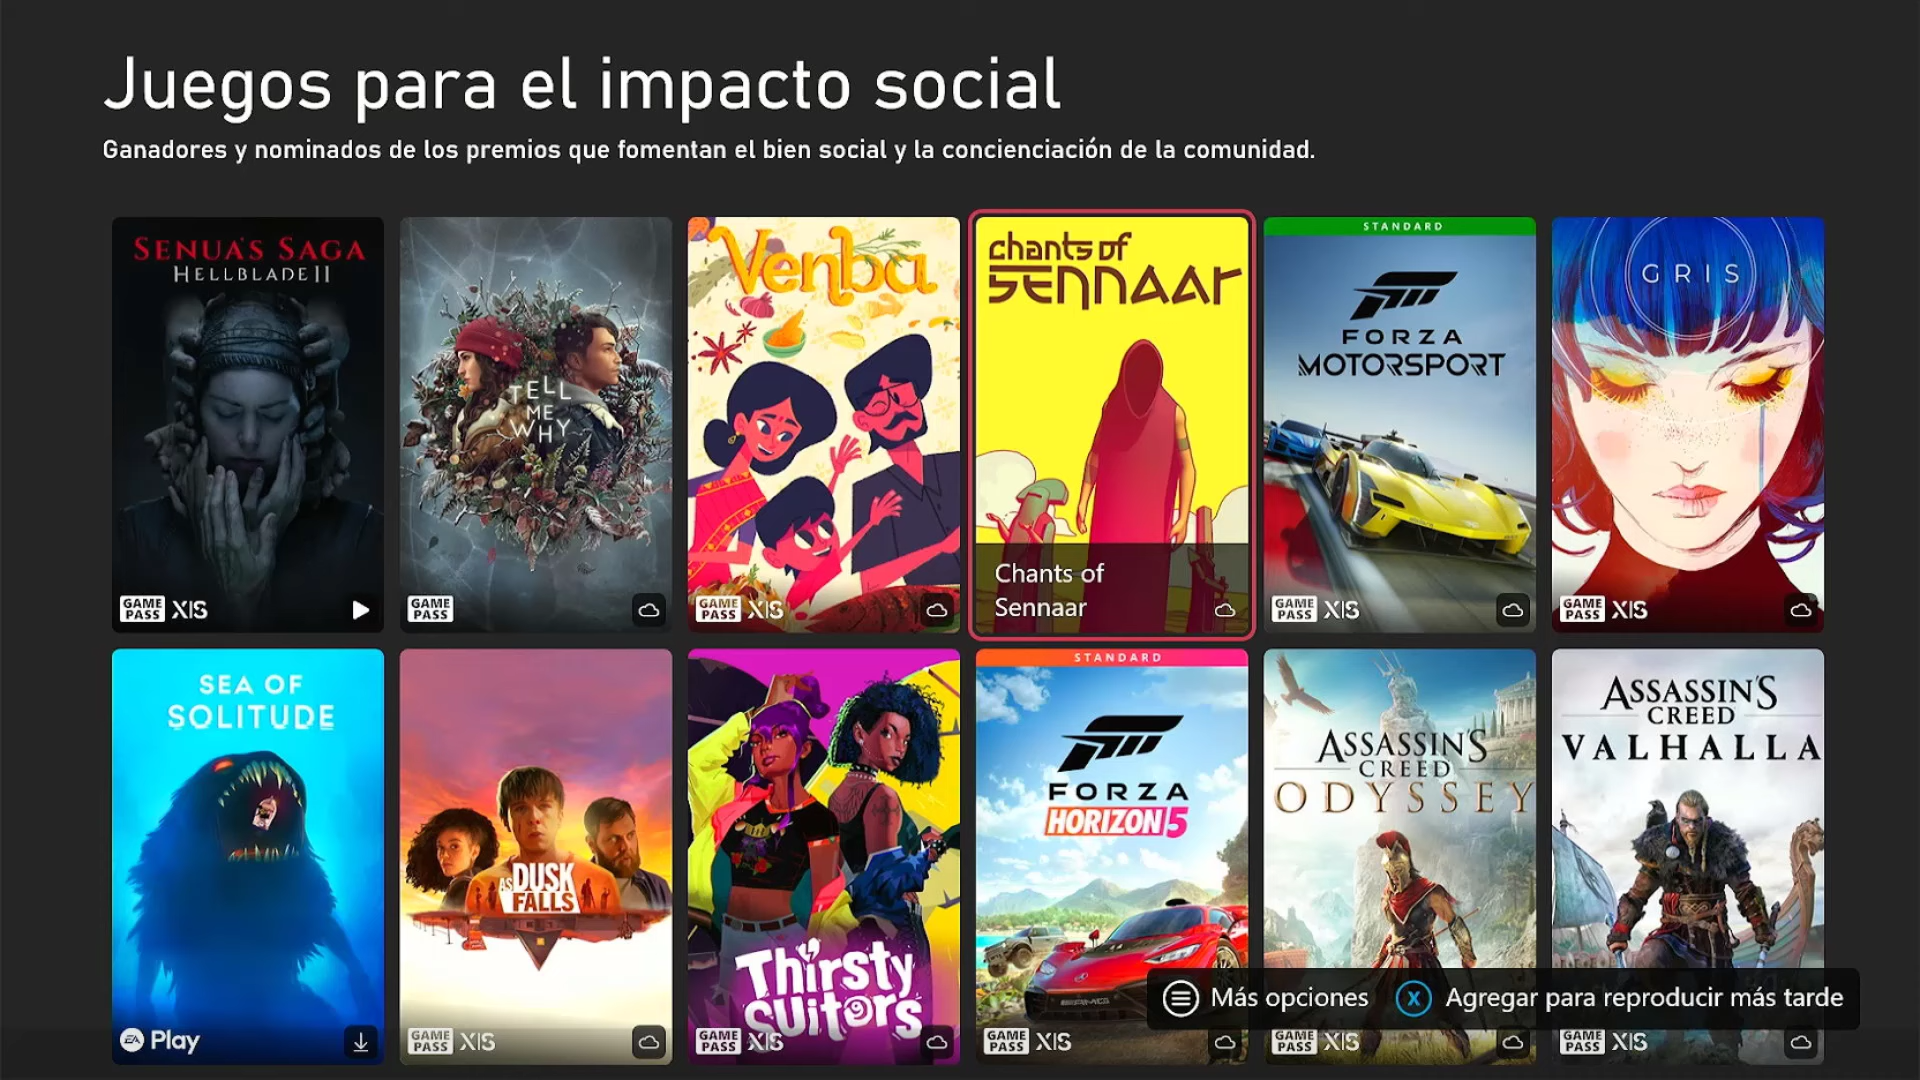 Juegos para el impacto social
Ganadores y nominados de los premios que fomentan el bien social y la concienciación de la comunidad.
SENUA'S SAGA
HELLBLADE II
GAME
PASS X|S
TELL
ME
WHY
GAME
PASS
Venba
GAME
PASS X|S
chants of
SENNAAR
Chants of
Sennaar
STANDARD
FORZA
MOTORSPORT
GAME
PASS X|S
GRIS
GAME
PASS X|S
SEA OF
SOLITUDE
EA Play
AS DUSK
FALLS
GAME
PASS X|S
Thirsty
Suitors
GAME
PASS X|S
STANDARD
FORZA
HORIZON 5
AMG
GAME
PASS X|S
ASSASSIN'S
CREED
ODYSSEY
GAME
PASS X|S
ASSASSIN'S
CREED
VALHALLA
GAME
PASS X|S
Más opciones
X Agregar para reproducir más tarde